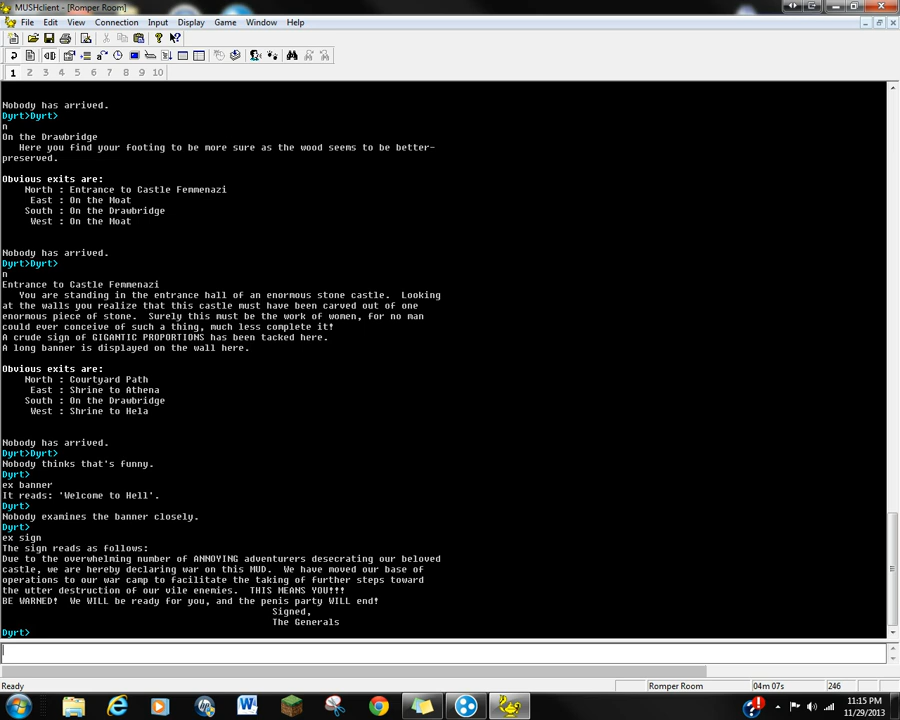 MUSHclient - [Romper Room]
File Edit View Connection Input Display Game Window Help
1 2 3 4 5 6 7 8 9 10
Nobody has arrived.
Dyrt>Dyrt>
n
On the Drawbridge
Here you find your footing to be more sure as the wood seems to be better-
preserved.
Obvious exits are:
North : Entrance to Castle Femmenazi
East : On the Moat
South : On the Drawbridge
West : On the Moat
Nobody has arrived.
Dyrt>Dyrt>
n
Entrance to Castle Femmenazi
You are standing in the entrance hall of an enormous stone castle. Looking
at the walls you realize that this castle must have been carved out of one
enormous piece of stone. Surely this must be the work of women, for no man
could ever conceive of such a thing, much less complete it!
A crude sign of GIGANTIC PROPORTIONS has been tacked here.
A long banner is displayed on the wall here.
Obvious exits are:
North : Courtyard Path
East : Shrine to Athena
South : On the Drawbridge
West : Shrine to Hela
Nobody has arrived.
Dyrt>Dyrt>
Nobody thinks that's funny.
Dyrt>
ex banner
It reads: 'Welcome to Hell'.
Dyrt>
Nobody examines the banner closely.
Dyrt>
ex sign
The sign reads as follows:
Due to the overwhelming number of ANNOYING adventurers desecrating our beloved
castle, we are hereby declaring war on this MUD. We have moved our base of
operations to our war camp to facilitate the taking of further steps toward
the utter destruction of our vile enemies. THIS MEANS YOU!!!
BE WARNED! We WILL be ready for you, and the penis party WILL end!
Signed,
The Generals
Dyrt>
Ready Romper Room 04m 07s 246
11:15 PM
11/29/2013